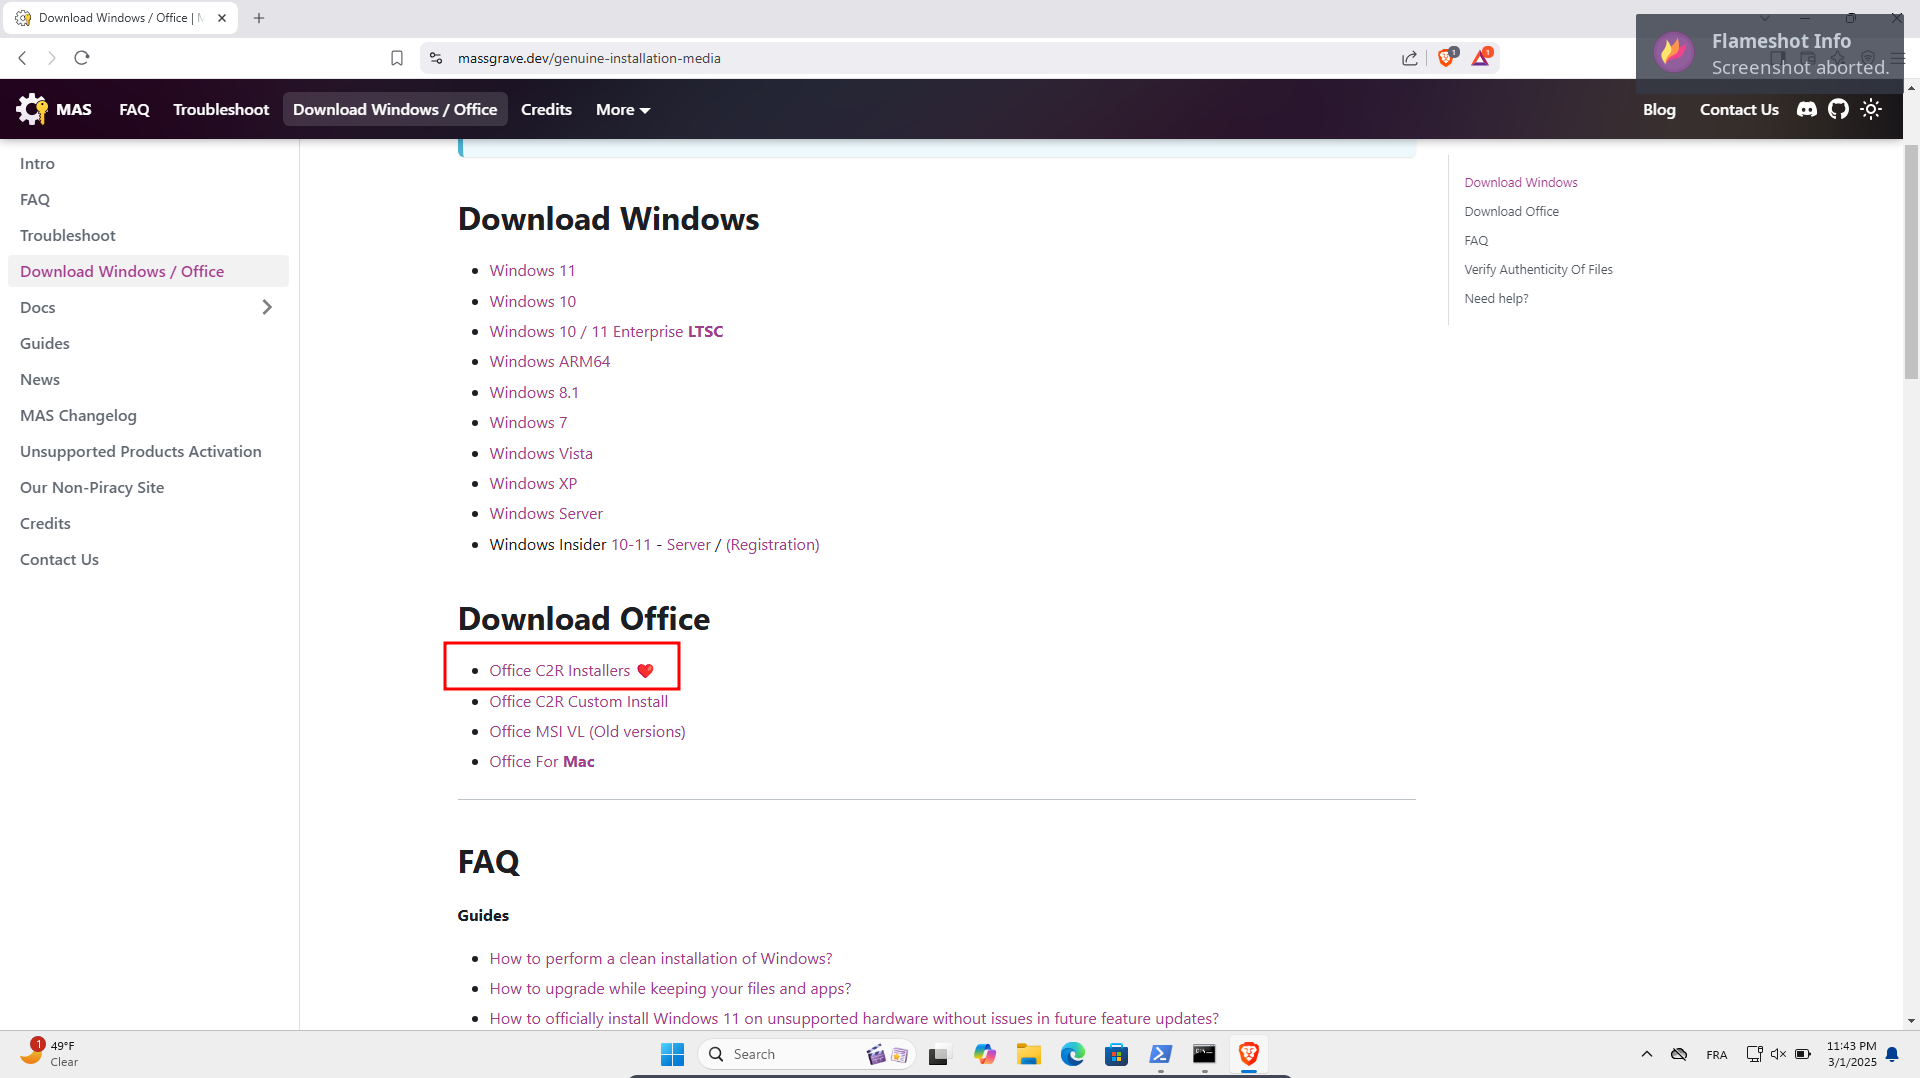 Download Windows / Office | M
massgrave.dev/genuine-installation-media
1
1
Flameshot Info
Screenshot aborted.
MAS
FAQ
Troubleshoot
Download Windows / Office
Credits
More
Blog
Contact Us
Intro
FAQ
Troubleshoot
Download Windows / Office
Docs
Guides
News
MAS Changelog
Unsupported Products Activation
Our Non-Piracy Site
Credits
Contact Us
Download Windows
Windows 11
Windows 10
Windows 10 / 11 Enterprise LTSC
Windows ARM64
Windows 8.1
Windows 7
Windows Vista
Windows XP
Windows Server
Windows Insider 10-11 - Server / (Registration)
Download Office
Office C2R Installers ❤️
Office C2R Custom Install
Office MSI VL (Old versions)
Office For Mac
FAQ
Guides
How to perform a clean installation of Windows?
How to upgrade while keeping your files and apps?
How to officially install Windows 11 on unsupported hardware without issues in future feature updates?
Download Windows
Download Office
FAQ
Verify Authenticity Of Files
Need help?
1
49°F
Clear
Search
FRA
11:43 PM
3/1/2025